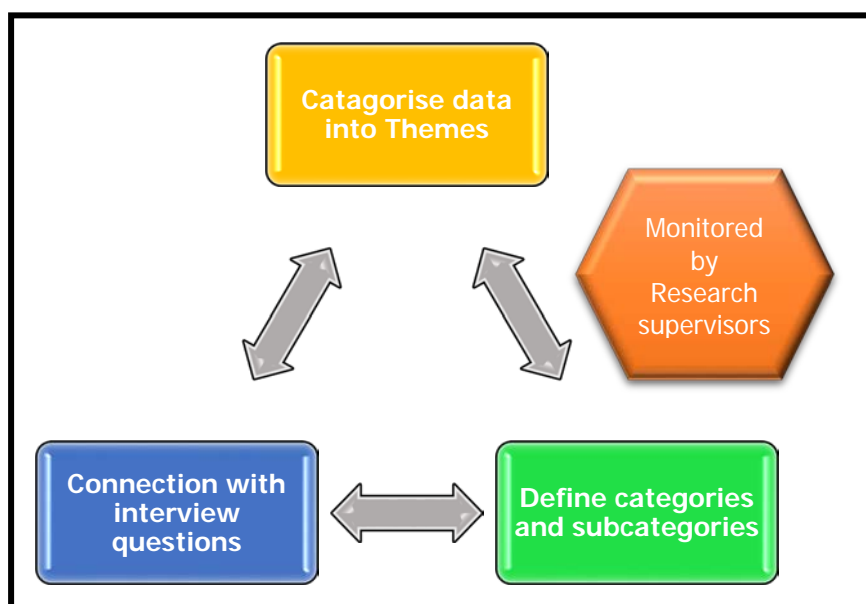 Catagorise data
into Themes
Monitored
by
Research
supervisors
Connection with
interview
questions
Define categories
and subcategories